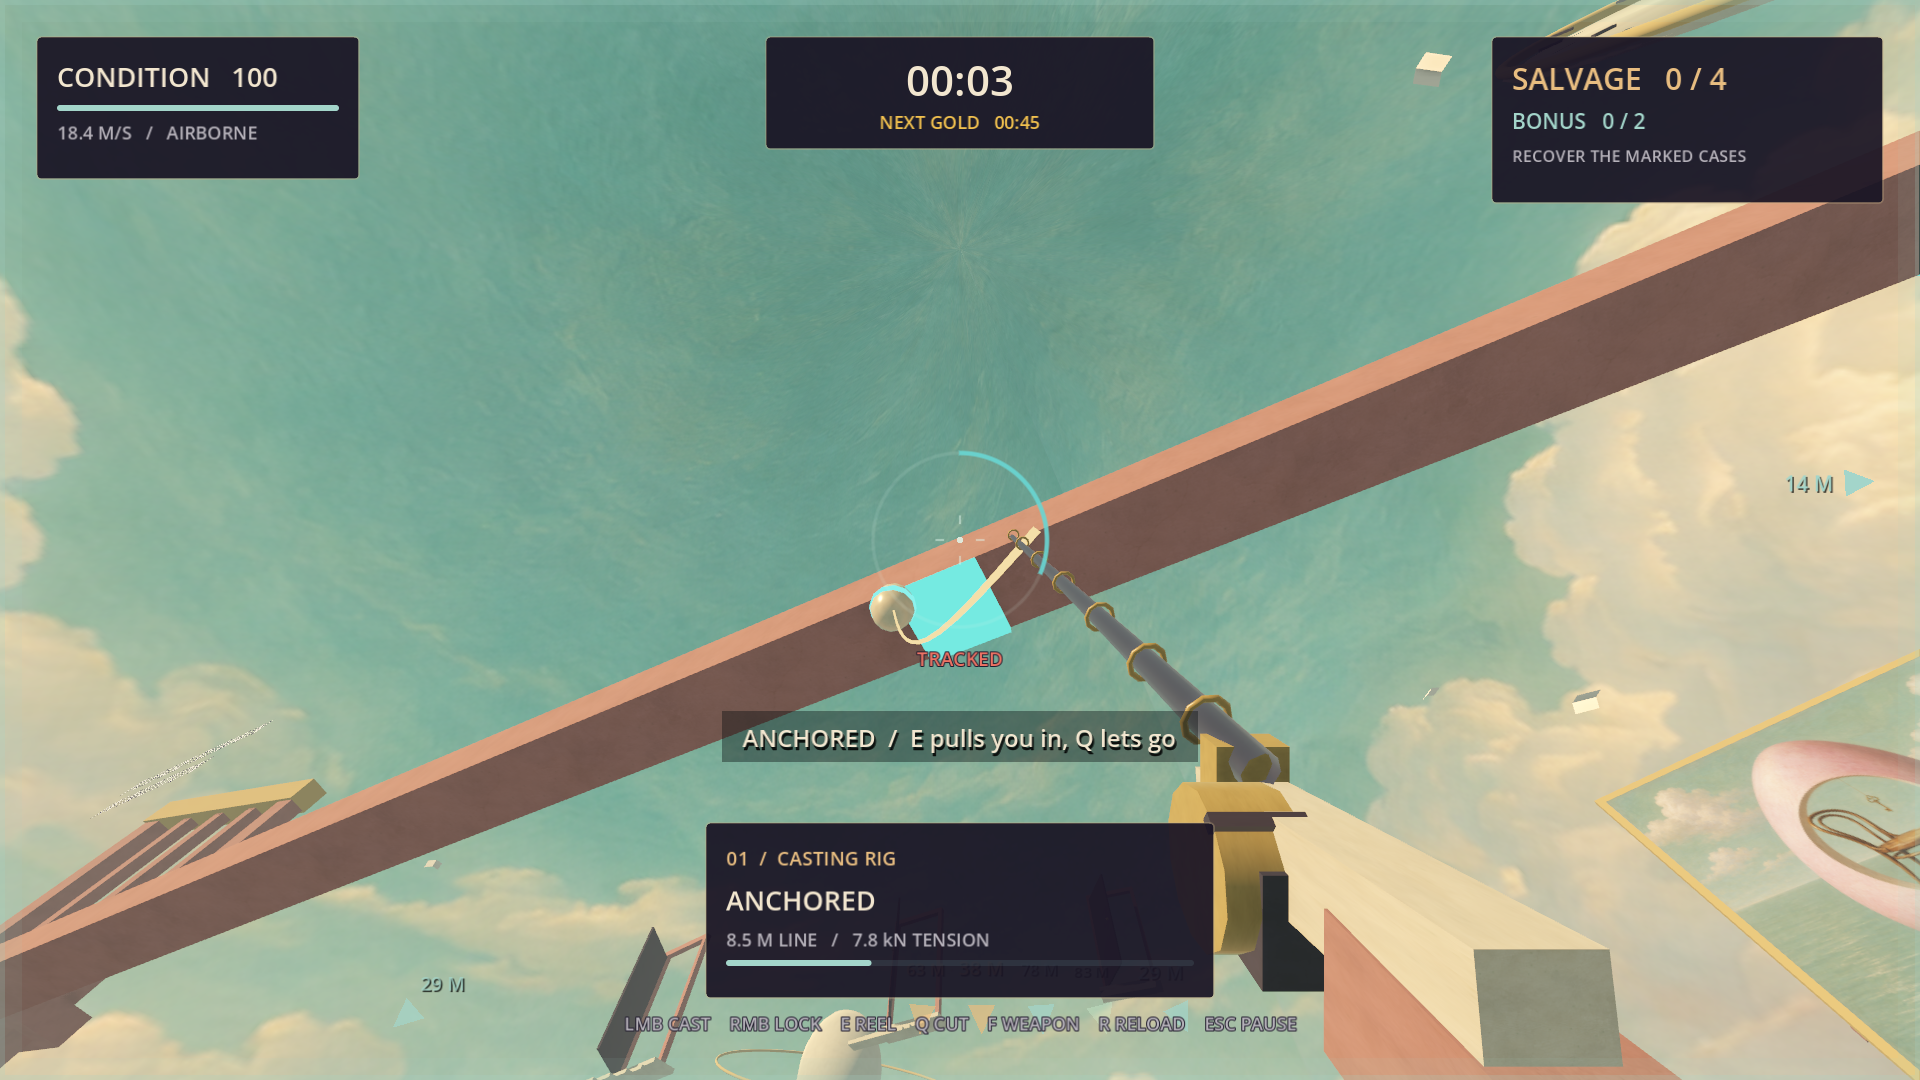 CONDITION 100
18.4 M/S / AIRBORNE
00:03
NEXT GOLD 00:45
SALVAGE 0 / 4
BONUS 0 / 2
RECOVER THE MARKED CASES
14 M
TRACKED
ANCHORED / E pulls you in, Q lets go
01 / CASTING RIG
ANCHORED
8.5 M LINE / 7.8 kN TENSION
29 M
29 M
LMB CAST RMB LOCK E REEL Q CUT F WEAPON R RELOAD ESC PAUSE